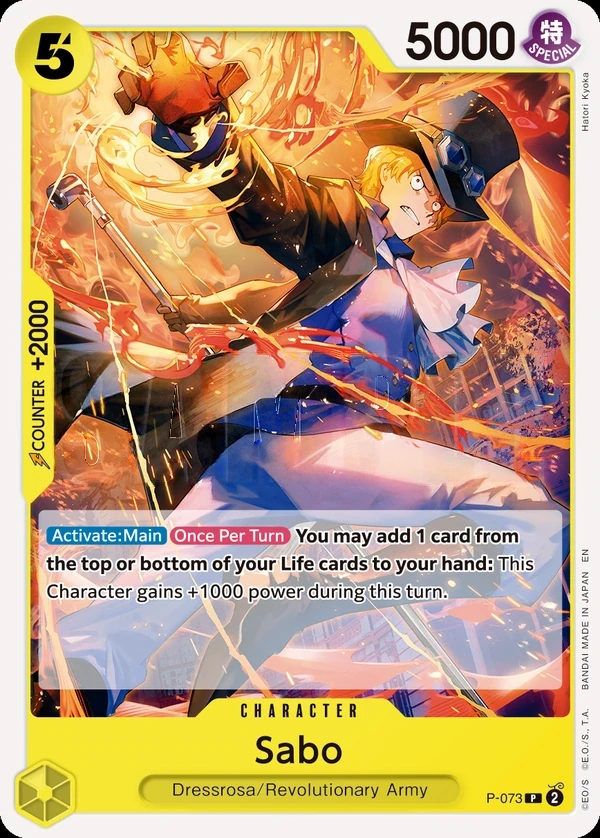 5
5000
特
SPECIAL
Hatori Kyoka
COUNTER +2000
Activate:Main Once Per Turn You may add 1 card from
the top or bottom of your Life cards to your hand: This
Character gains +1000 power during this turn.
CHARACTER
Sabo
Dressrosa/Revolutionary Army
P-073 P 2
©E.O/S ©E.O./S., T.A. BANDAI MADE IN JAPAN EN